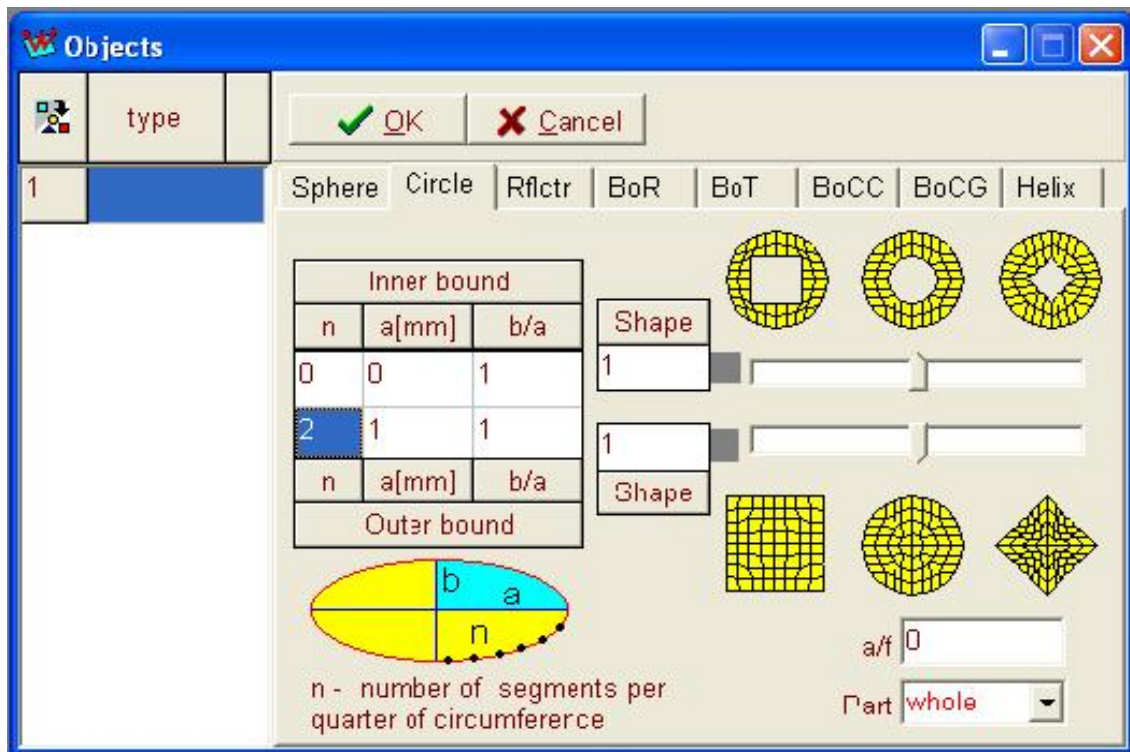 Objects
type
OK Cancel
1
Sphere Circle Rflctr BoR BoT BoCC BoCG Helix
Inner bound
n a[mm] b/a
Shape
0 0 1
1
2 1 1
1
n a[mm] b/a
Shape
Outer bound
b
a
n
a/f 0
n - number of segments per
quarter of circumference
Part whole